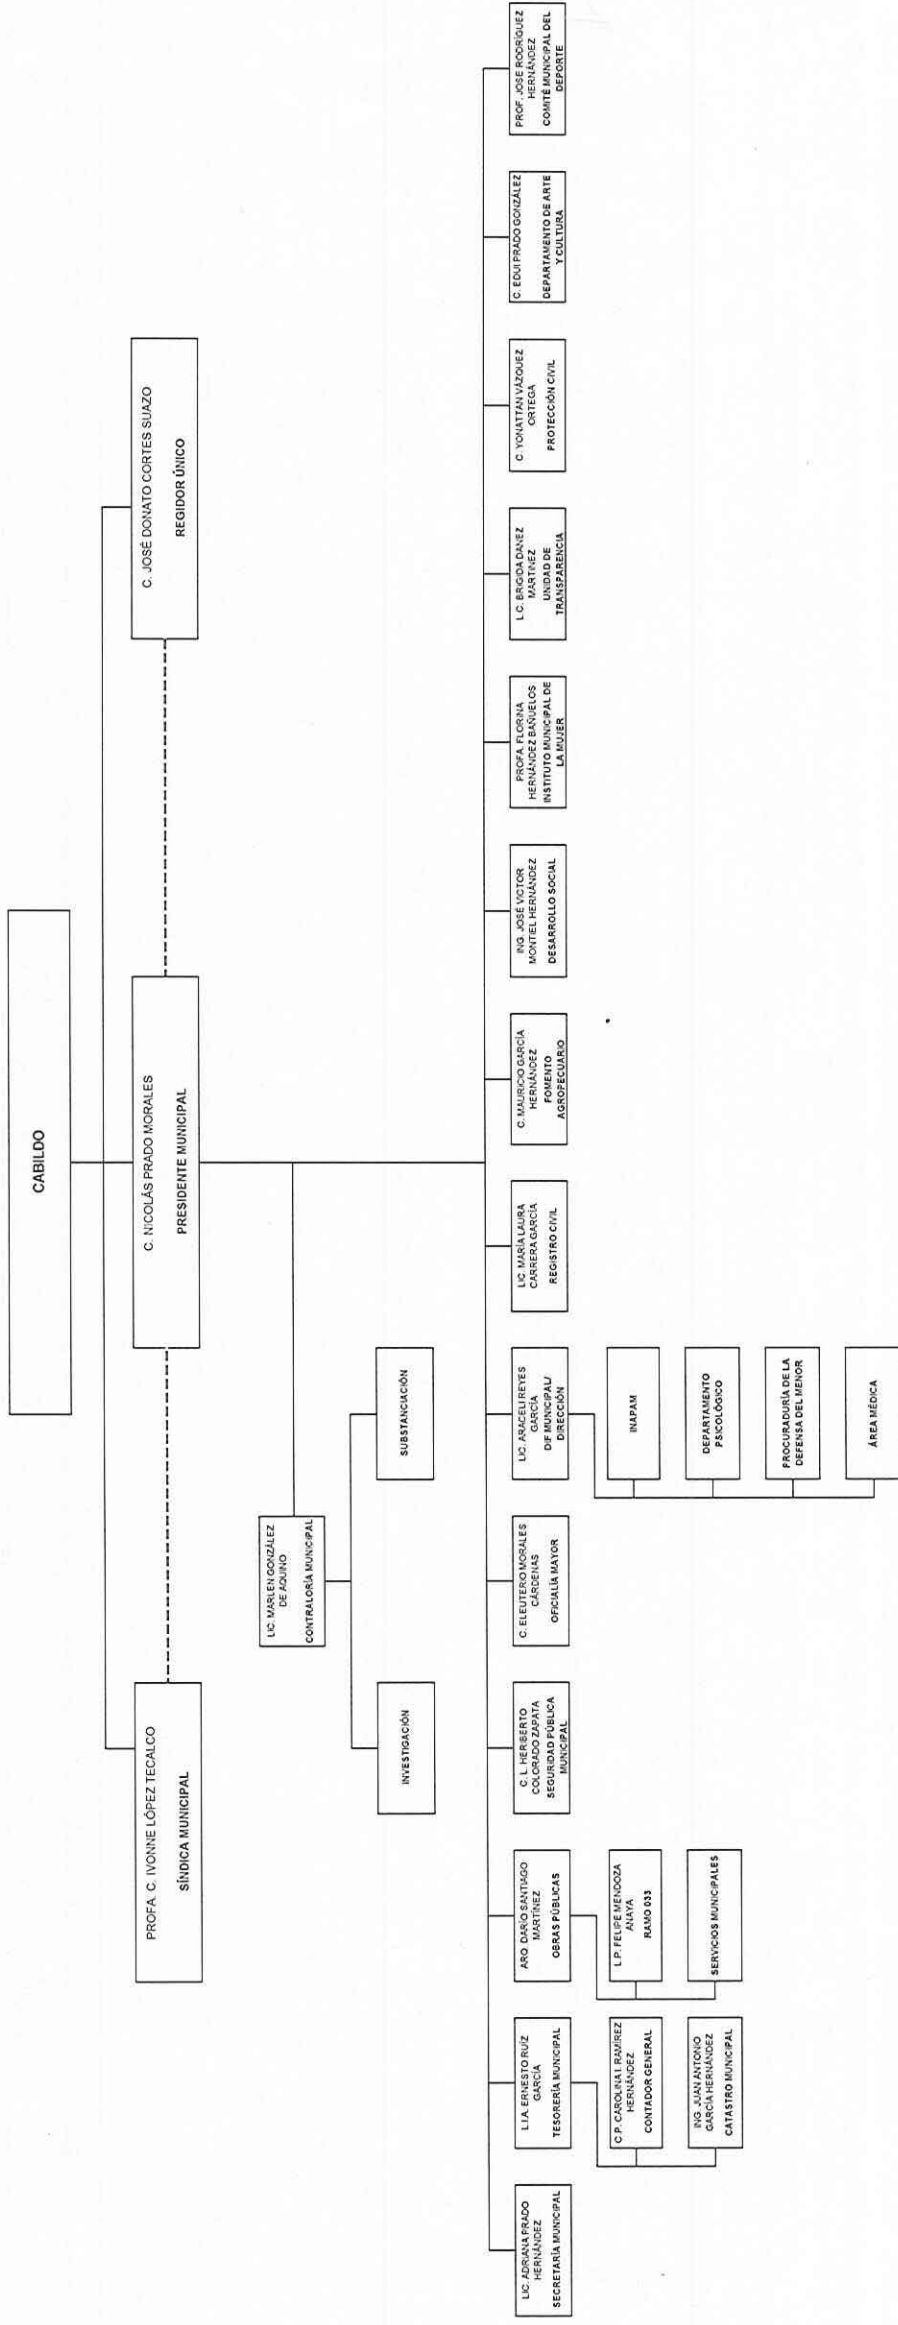 CABILDO
PROFA. C. IVONNE LÓPEZ TECALCO
SÍNDICA MUNICIPAL
C. NICOLÁS PRADO MORALES
PRESIDENTE MUNICIPAL
C. JOSÉ DONATO CORTES SUAZO
REGIDOR ÚNICO
LIC. MARLEN GONZÁLEZ
DE AQUINO
CONTRALORÍA MUNICIPAL
INVESTIGACIÓN
SUBSTANCIACIÓN
LIC. ADRIANA PRADO
HERNÁNDEZ
SECRETARÍA MUNICIPAL
L.I.A. ERNESTO RUÍZ
GARCÍA
TESORERÍA MUNICIPAL
C.P. CAROLINA I. RAMÍREZ
HERNÁNDEZ
CONTADOR GENERAL
ING. JUAN ANTONIO
GARCÍA HERNÁNDEZ
CATASTRO MUNICIPAL
ARQ. DARÍO SANTIAGO
MARTÍNEZ
OBRAS PÚBLICAS
L.P. FELIPE MENDOZA
ANAYA
RAMO 033
SERVICIOS MUNICIPALES
C. L. HERIBERTO
COLORADO ZAPATA
SEGURIDAD PÚBLICA
MUNICIPAL
C. ELEUTERIO MORALES
CÁRDENAS
OFICIALÍA MAYOR
LIC. ARACELI REYES
GARCÍA
DIF MUNICIPAL/
DIRECCIÓN
INAPAM
DEPARTAMENTO
PSICOLÓGICO
PROCURADURÍA DE LA
DEFENSA DEL MENOR
ÁREA MÉDICA
LIC. MARÍA LAURA
CARRERA GARCÍA
REGISTRO CIVIL
C. MAURICIO GARCÍA
HERNÁNDEZ
FOMENTO
AGROPECUARIO
ING. JOSÉ VICTOR
MONTIEL HERNÁNDEZ
DESARROLLO SOCIAL
PROFA. FLORINA
HERNÁNDEZ BAÑUELOS
INSTITUTO MUNICIPAL DE
LA MUJER
L.C. BRIGIDA DANEZ
MARTINEZ
UNIDAD DE
TRANSPARENCIA
C. YONATTAN VÁZQUEZ
ORTEGA
PROTECCIÓN CIVIL
C. EDUI PRADO GONZÁLEZ
DEPARTAMENTO DE ARTE
Y CULTURA
PROF. JOSE RODRÍGUEZ
HERNÁNDEZ
COMITÉ MUNICIPAL DEL
DEPORTE